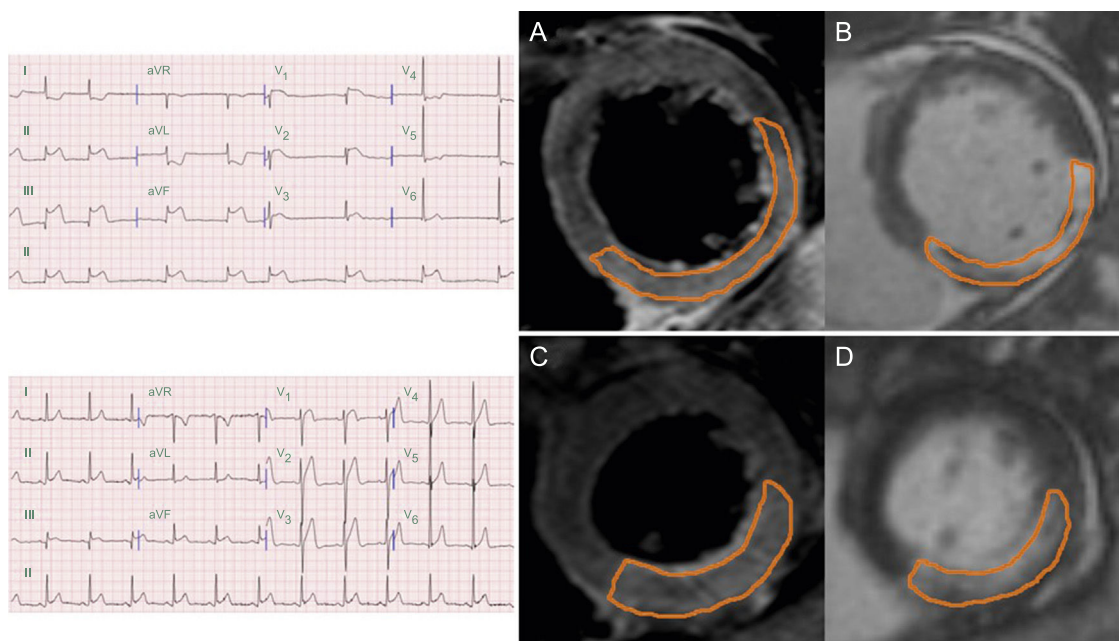 I aVR V1 V4
II aVL V2 V5
III aVF V3 V6
II
A B
I aVR V1 V4
II aVL V2 V5
III aVF V3 V6
II
C D